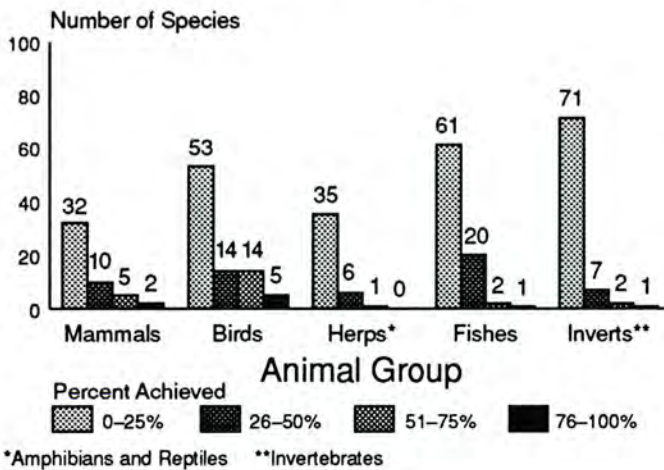 Number of Species
100
80
60
40
20
0
32 10 5 2
53 14 14 5
35 6 1 0
61 20 2 1
71 7 2 1
Mammals Birds Herps* Fishes Inverts**
Animal Group
Percent Achieved
0–25% 26–50% 51–75% 76–100%
*Amphibians and Reptiles **Invertebrates